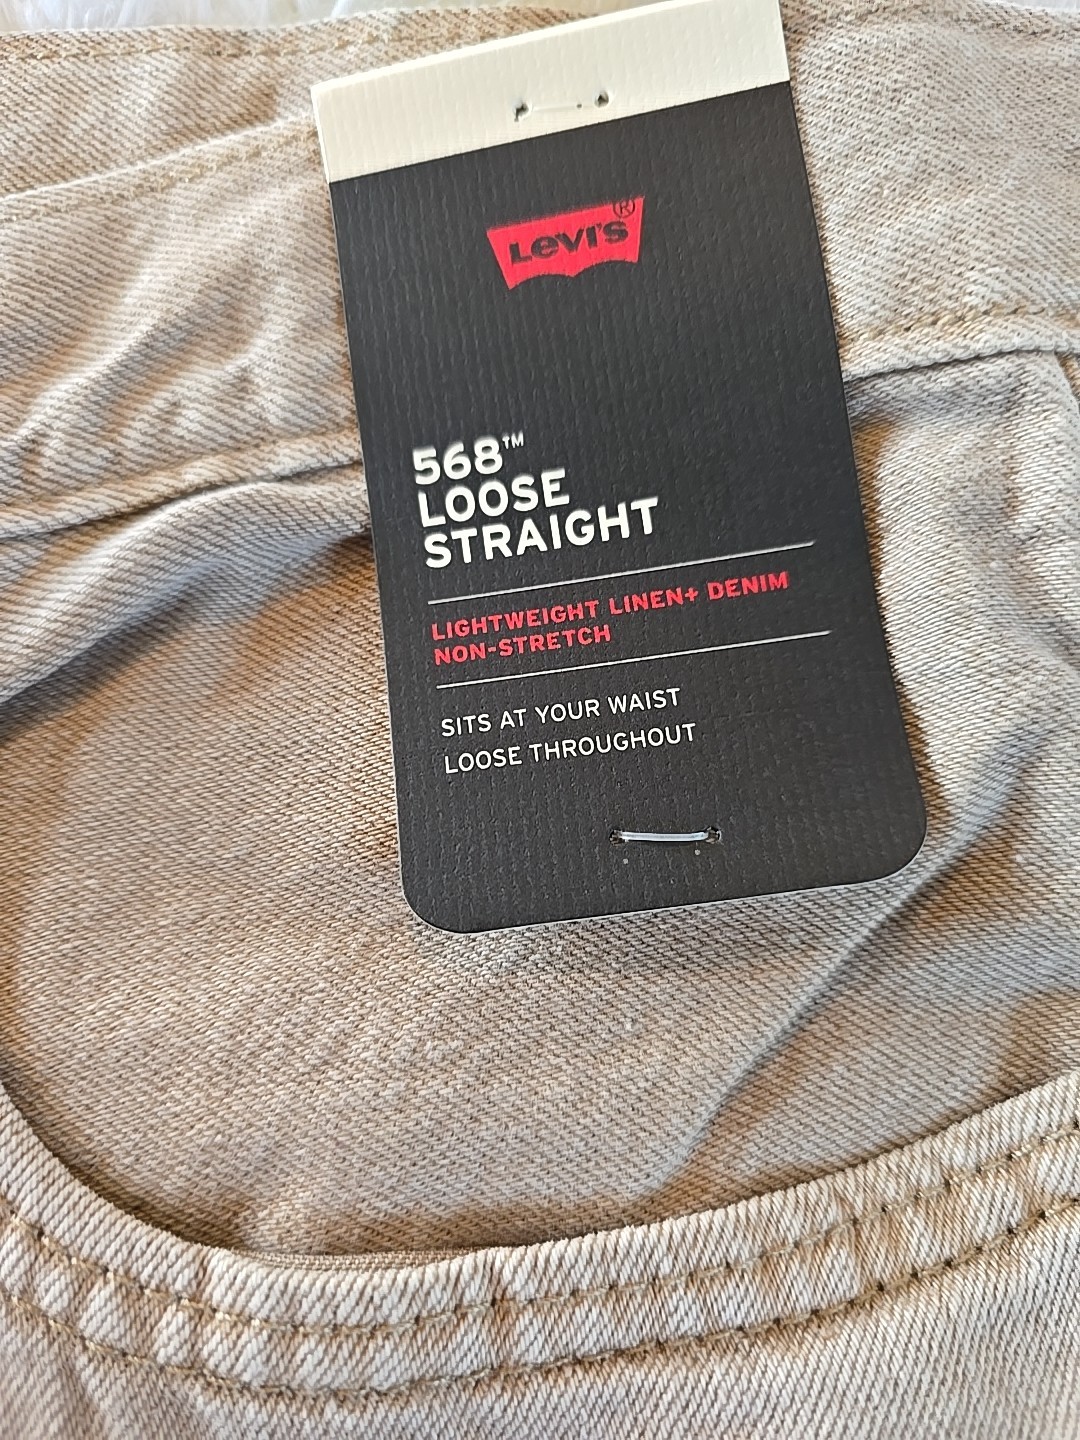 LEVI'S®
568™
LOOSE
STRAIGHT
LIGHTWEIGHT LINEN+ DENIM
NON-STRETCH
SITS AT YOUR WAIST
LOOSE THROUGHOUT